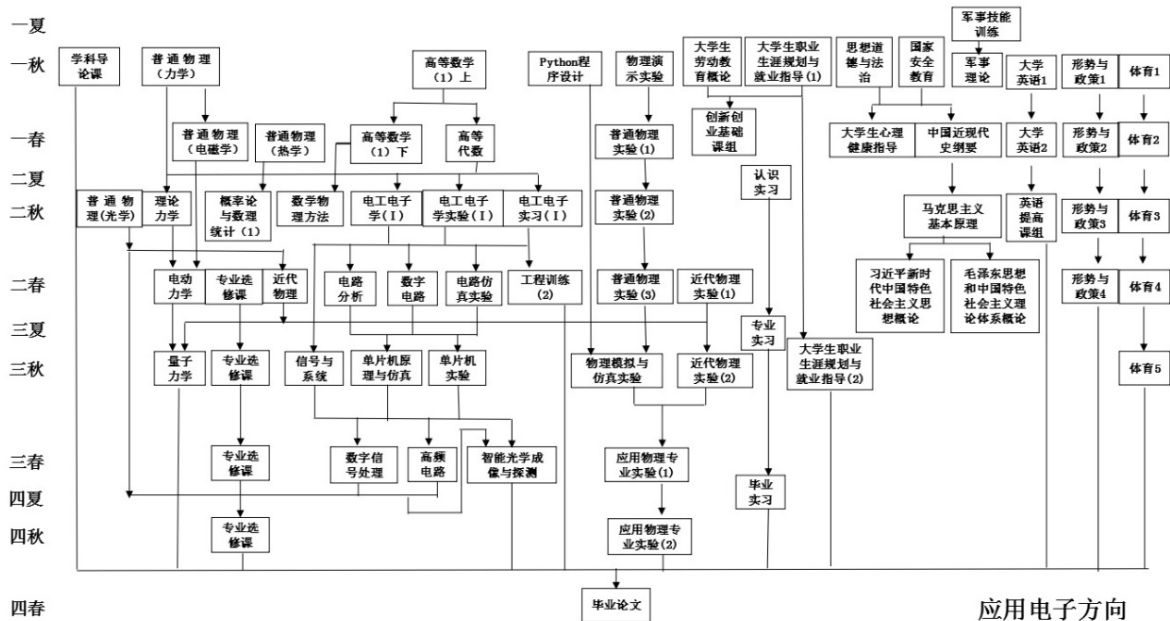 一夏
军事技能
训练
一秋
学科导
论课
普通物理
(力学)
高等数学
(1)上
Python程
序设计
物理演
示实验
大学生
劳动教
育概论
大学生职业
生涯规划与
就业指导(1)
思想道
德与法
治
国家
安全
教育
军事
理论
大学
英语1
形势与
政策1
体育1
一春
普通物理
(电磁学)
普通物理
(热学)
高等数学
(1)下
高等
代数
普通物理
实验(1)
创新创
业基础
课组
大学生心理
健康指导
中国近现代
史纲要
大学
英语2
形势与
政策2
体育2
二夏
认识
实习
二秋
普通物
理(光学)
理论
力学
概率论
与数理
统计(1)
数学物
理方法
电工电子
学(I)
电工电子
学实验(I)
电工电子
实习(I)
普通物理
实验(2)
马克思主义
基本原理
英语
提高
课组
形势与
政策3
体育3
二春
电动
力学
专业选
修课
近代
物理
电路
分析
数字
电路
电路仿
真实验
工程训练
(2)
普通物理
实验(3)
近代物理
实验(1)
习近平新时
代中国特色
社会主义思
想概论
毛泽东思想
和中国特色
社会主义理
论体系概论
形势与
政策4
体育4
三夏
专业
实习
三秋
量子
力学
专业选
修课
信号与
系统
单片机原
理与仿真
单片机
实验
物理模拟与
仿真实验
近代物理
实验(2)
大学生职业
生涯规划与
就业指导(2)
体育5
三春
专业选
修课
数字信
号处理
高频
电路
智能光学成
像与探测
应用物理专
业实验(1)
四夏
毕业
实习
四秋
专业选
修课
应用物理专
业实验(2)
四春
毕业论文
应用电子方向